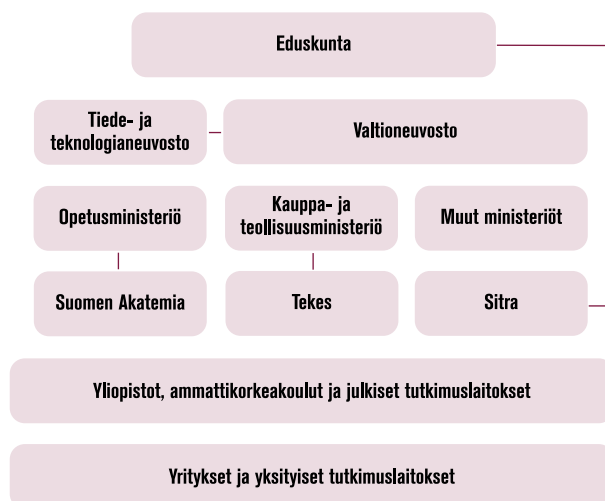 Eduskunta
Tiede- ja
teknologianeuvosto
Valtioneuvosto
Opetusministeriö
Kauppa- ja
teollisuusministeriö
Muut ministeriöt
Suomen Akatemia
Tekes
Sitra
Yliopistot, ammattikorkeakoulut ja julkiset tutkimuslaitokset
Yritykset ja yksityiset tutkimuslaitokset